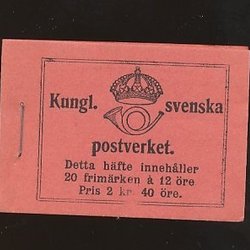 Kungl. svenska
postverket.
Detta häfte innehåller
20 frimärken à 12 öre
Pris 2 kr. 40 öre.